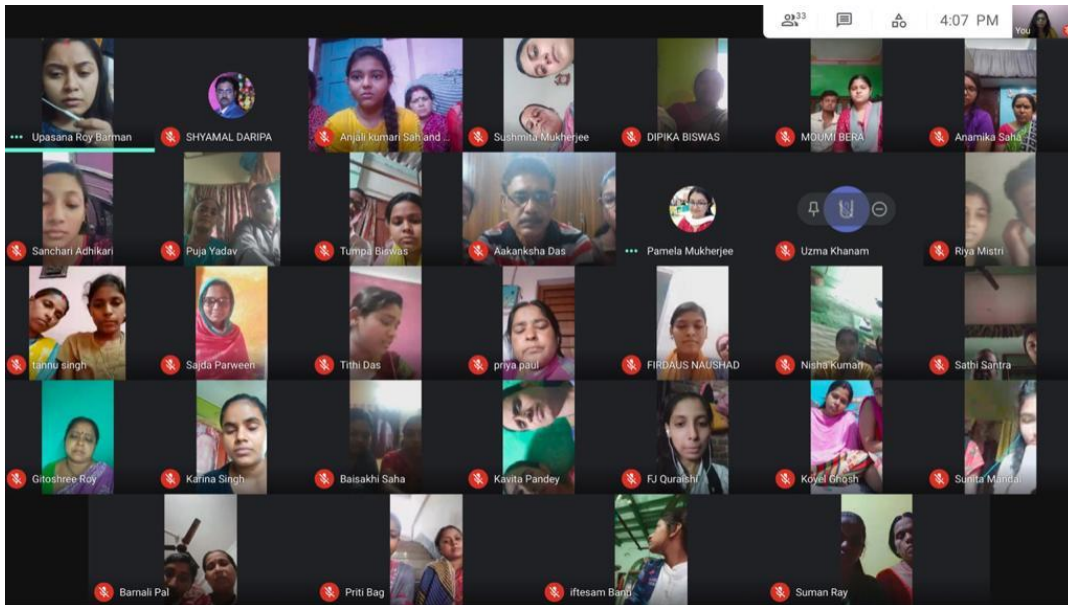 33 4:07 PM
You
Upasana Roy Barman
SHYAMAL DARIPA
Anjali kumari Sah and ...
Sushmita Mukherjee
DIPIKA BISWAS
MOUMI BERA
Anamika Saha
Sanchari Adhikari
Puja Yadav
Tumpa Biswas
Aakanksha Das
Pamela Mukherjee
Uzma Khanam
Riya Mistri
tannu singh
Sajda Parween
Tithi Das
priya paul
FIRDAUS NAUSHAD
Nisha Kumari
Sathi Santra
Gitoshree Roy
Karina Singh
Baisakhi Saha
Kavita Pandey
FJ Quraishi
Koyel Ghosh
Sunita Mandal
Barnali Pal
Priti Bag
iftesam Banu
Suman Ray